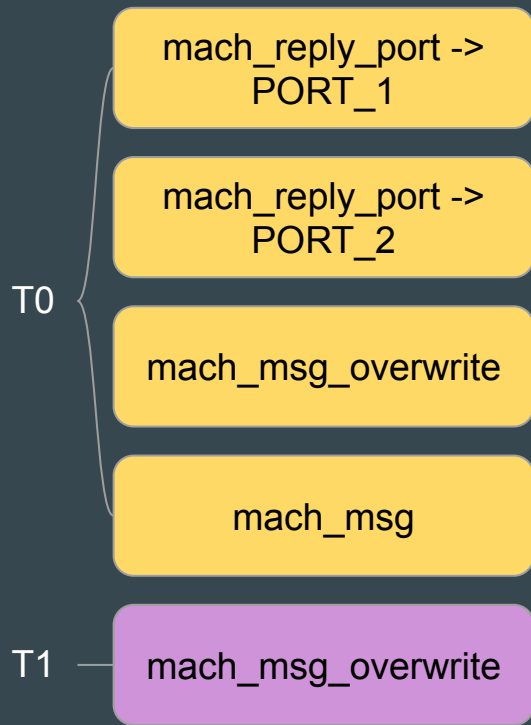 mach_reply_port ->
PORT_1
mach_reply_port ->
PORT_2
T0
mach_msg_overwrite
mach_msg
T1
mach_msg_overwrite